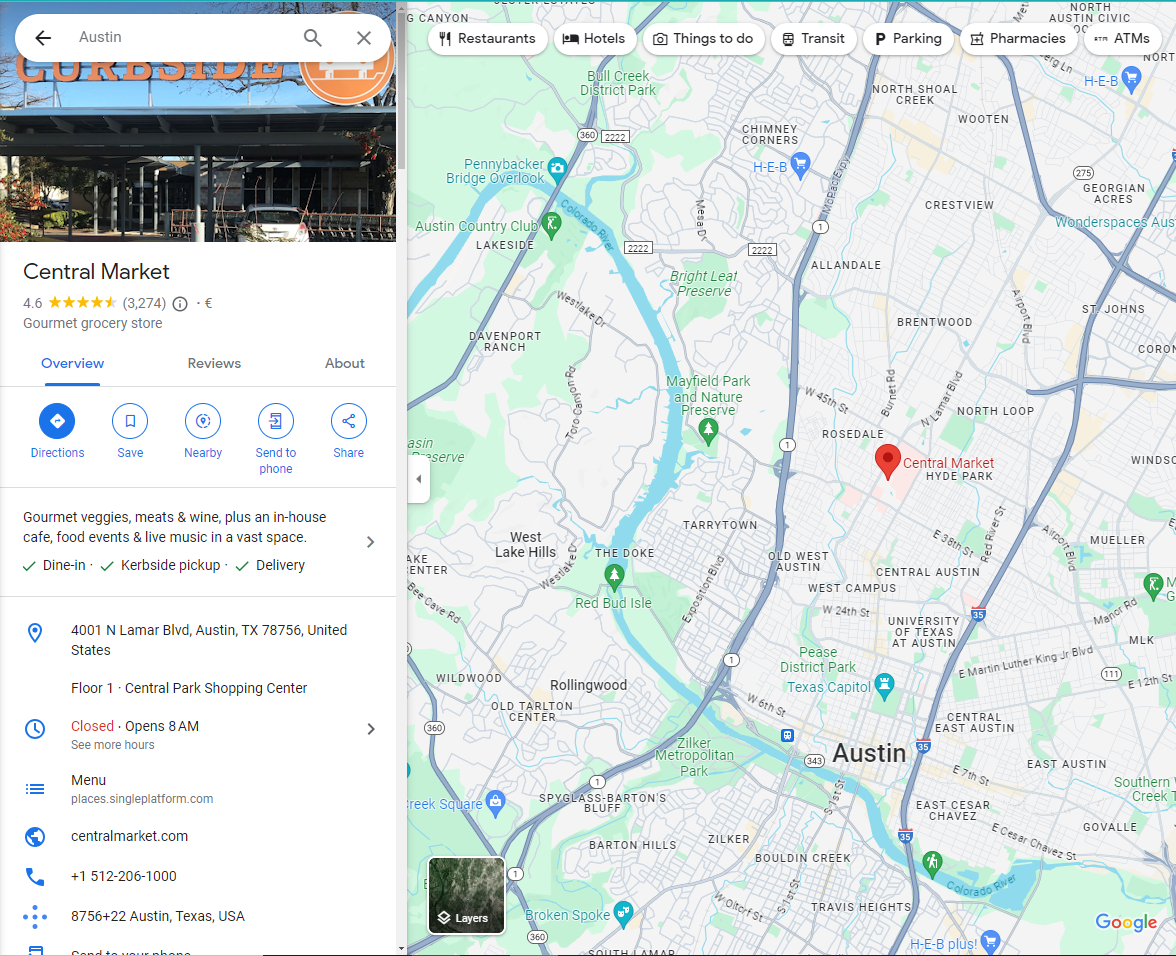 Austin
CURBSIDE
Central Market
4.6 (3,274) · €
Gourmet grocery store
Overview
Reviews
About
Directions
Save
Nearby
Send to
phone
Share
Gourmet veggies, meats & wine, plus an in-house
cafe, food events & live music in a vast space.
Dine-in · Kerbside pickup · Delivery
4001 N Lamar Blvd, Austin, TX 78756, United
States
Floor 1 · Central Park Shopping Center
Closed · Opens 8 AM
See more hours
Menu
places.singleplatform.com
centralmarket.com
+1 512-206-1000
8756+22 Austin, Texas, USA
Send to your phone
Restaurants
Hotels
Things to do
Transit
Parking
Pharmacies
ATMs
G CANYON
NORTH
AUSTIN CIVIC
Bull Creek
District Park
H-E-B
NORTH SHOAL
CREEK
WOOTEN
360
2222
CHIMNEY
CORNERS
H-E-B
McPac Expy
Pennybacker
Bridge Overlook
275
GEORGIAN
ACRES
CRESTVIEW
Wonderspaces Aus
Austin Country Club
Colorado River
Mesa Dr
LAKESIDE
2222
2222
1
ALLANDALE
Bright Leaf
Preserve
Westlake Dr
Airport Blvd
ST. JOHNS
BRENTWOOD
DAVENPORT
RANCH
CORON
Toro Canyon Rd
Mayfield Park
and Nature
Preserve
W 45th St
Burnet Rd
N Lamar Blvd
NORTH LOOP
asin
reserve
1
ROSEDALE
Central Market
HYDE PARK
WINDSO
TARRYTOWN
Red River St
E 38th St
Airport Blvd
MUELLER
West
Lake Hills
THE DOKE
AKE
ENTER
Westlake Dr
OLD WEST
AUSTIN
CENTRAL AUSTIN
Exposition Blvd
WEST CAMPUS
Bee Cave Rd
Red Bud Isle
W 24th St
35
Manor Rd
M
G
UNIVERSITY
OF TEXAS
AT AUSTIN
MLK
Pease
District Park
1
E Martin Luther King Jr Blvd
111
E 12th St
WILDWOOD
Rollingwood
Texas Capitol
OLD TARLTON
CENTER
W 6th St
CENTRAL
EAST AUSTIN
360
Zilker
Metropolitan
Park
343
Austin
35
EAST AUSTIN
E 7th St
Southern
Creek T
1
reek Square
SPYGLASS-BARTON'S
BLUFF
S 1st St
EAST CESAR
CHAVEZ
E Cesar Chavez St
GOVALLE
35
ZILKER
BARTON HILLS
BOULDIN CREEK
1
Colorado River
W Oltorf St
S 1st St
TRAVIS HEIGHTS
Layers
Broken Spoke
Google
360
H-E-B plus!
SOUTH LAMAR